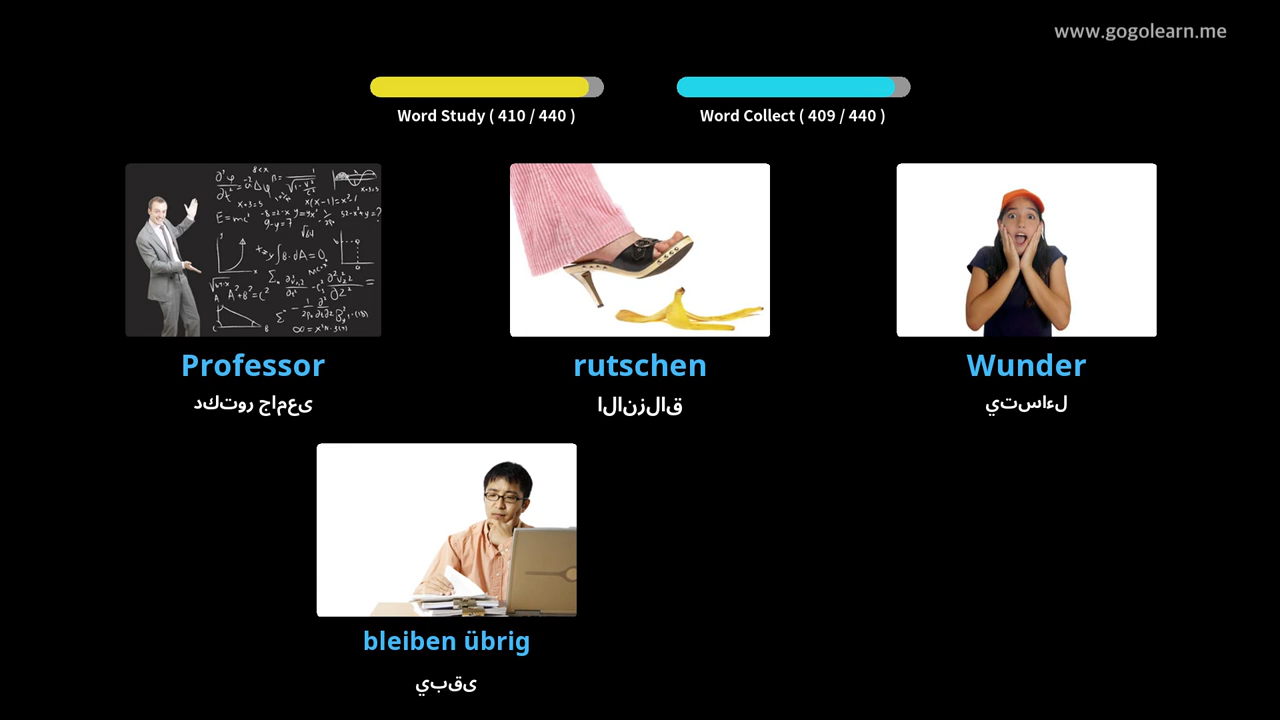 www.gogolearn.me
Word Study ( 410 / 440 )
Word Collect ( 409 / 440 )
Professor
دكتور جامعى
rutschen
الانزلاق
Wunder
يتساءل
bleiben übrig
يبقى